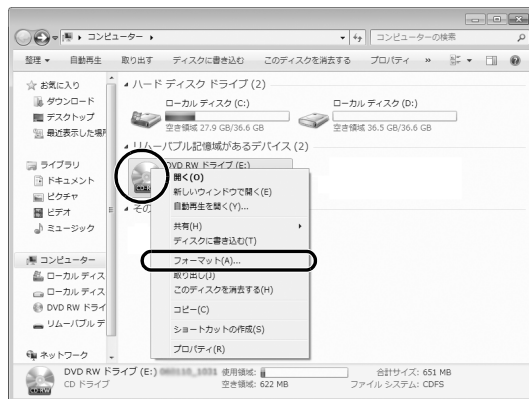 コンピューター
コンピューターの検索
整理 自動再生 取り出す ディスクに書き込む このディスクを消去する プロパティ »
お気に入り
ダウンロード
デスクトップ
最近表示した場所
ライブラリ
ドキュメント
ピクチャ
ビデオ
ミュージック
コンピューター
ローカル ディス
ローカル ディス
DVD RW ドライ
リムーバブル デ
ネットワーク
ハード ディスク ドライブ (2)
ローカル ディスク (C:)
空き領域 27.9 GB/36.6 GB
ローカル ディスク (D:)
空き領域 36.5 GB/36.6 GB
リムーバブル記憶域があるデバイス (2)
DVD RW ドライブ (E:)
CD-RW
その
開く(O)
新しいウィンドウで開く(E)
自動再生を開く(Y)...
共有(H)
ディスクに書き込む(T)
フォーマット(A)...
取り出し(J)
このディスクを消去する(H)
コピー(C)
ショートカットの作成(S)
プロパティ(R)
DVD RW ドライブ (E:) 使用領域: 合計サイズ: 651 MB
CD ドライブ 空き領域: 622 MB ファイル システム: CDFS
CD-RW